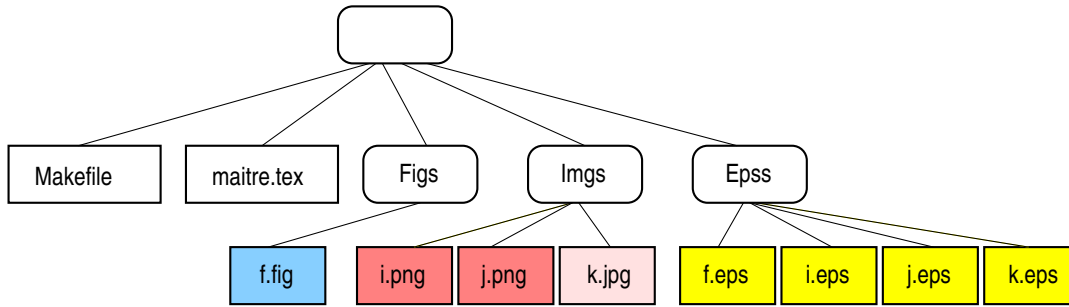 Makefile
maitre.tex
Figs
Imgs
Epss
f.fig
i.png
j.png
k.jpg
f.eps
i.eps
j.eps
k.eps